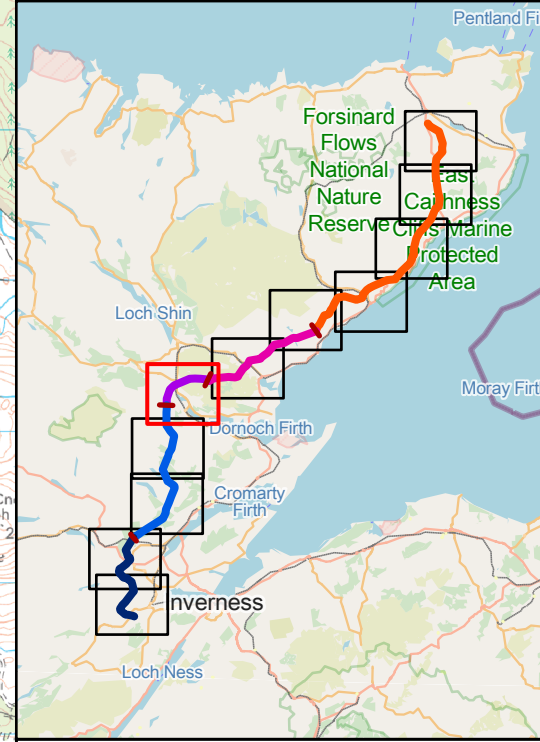 Pentland Fi
Forsinard
Flows
National
Nature
Reserve
East
Caithness
Cliffs Marine
Protected
Area
Loch Shin
Moray Firt
Dornoch Firth
Cromarty
Firth
nverness
Loch Ness